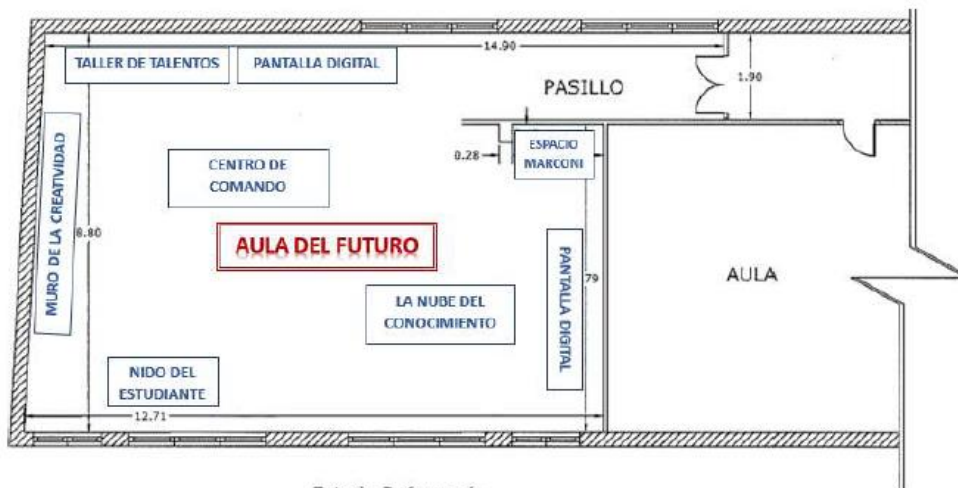 14.90
TALLER DE TALENTOS
PANTALLA DIGITAL
PASILLO
1.90
0.28
ESPACIO
MARCONI
CENTRO DE
COMANDO
MURO DE LA CREATIVIDAD
8.80
AULA DEL FUTURO
PANTALLA DIGITAL
79
AULA
LA NUBE DEL
CONOCIMIENTO
NIDO DEL
ESTUDIANTE
12.71